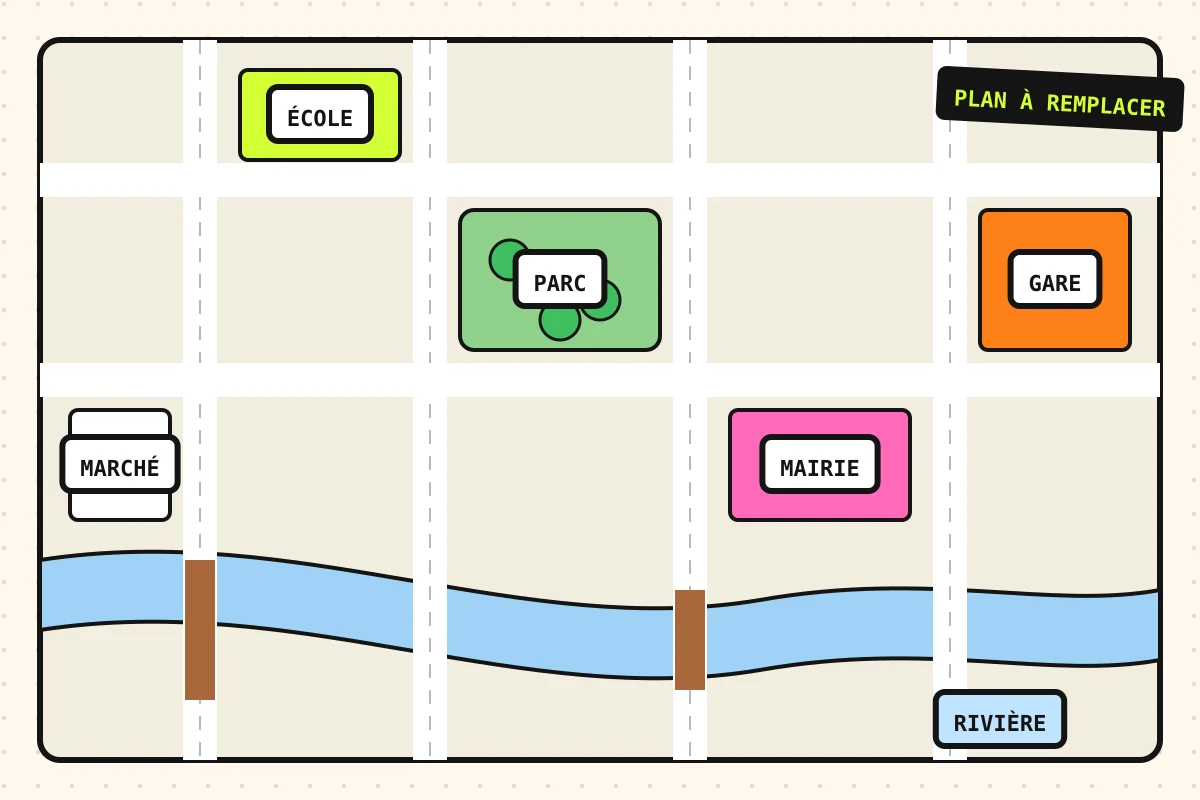 PLAN À REMPLACER
ÉCOLE
PARC
GARE
MARCHÉ
MAIRIE
RIVIÈRE